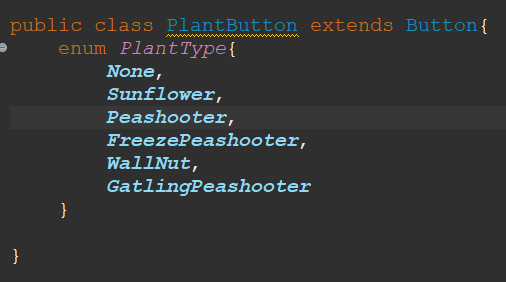 public class PlantButton extends Button{
    enum PlantType{
        None,
        Sunflower,
        Peashooter,
        FreezePeashooter,
        WallNut,
        GatlingPeashooter
    }

}